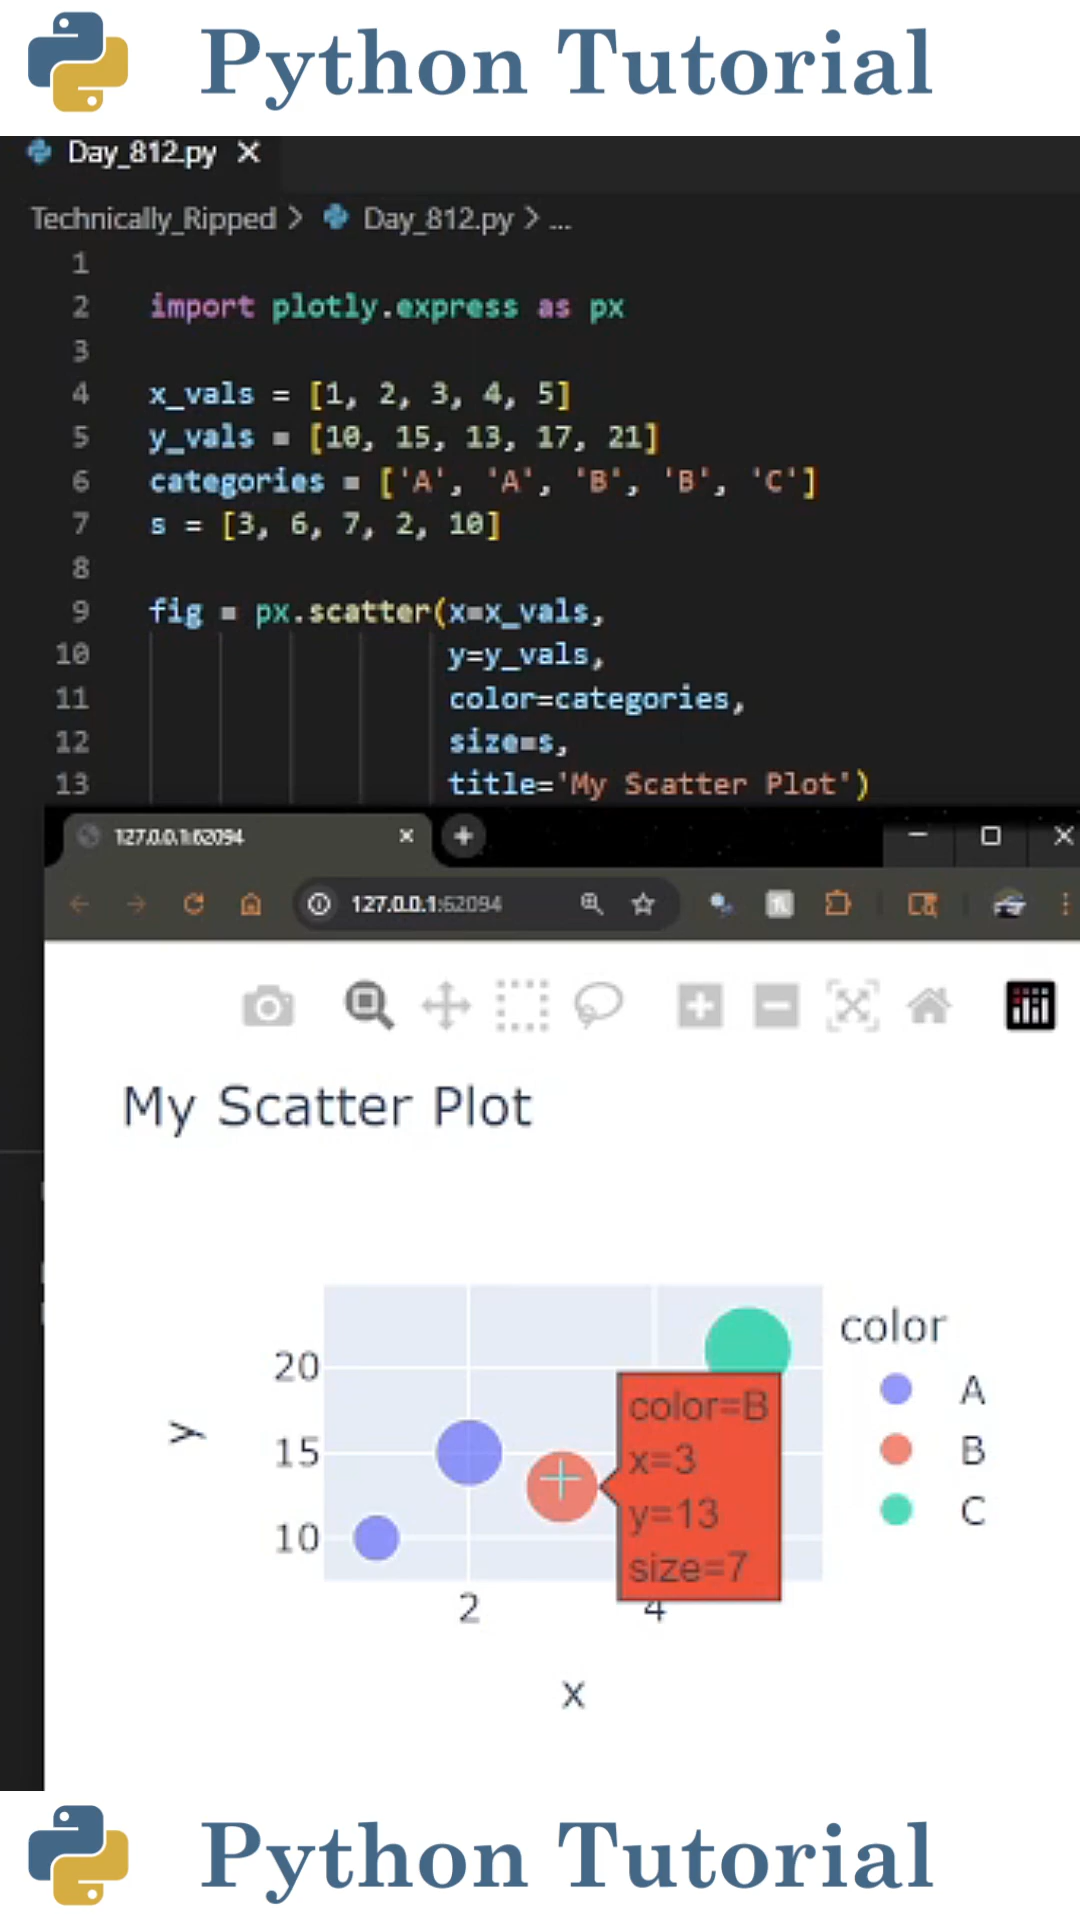 Python Tutorial
Day_812.py
Technically_Ripped > Day_812.py > ...
1
2 import plotly.express as px
3
4 x_vals = [1, 2, 3, 4, 5]
5 y_vals = [10, 15, 13, 17, 21]
6 categories = ['A', 'A', 'B', 'B', 'C']
7 s = [3, 6, 7, 2, 10]
8
9 fig = px.scatter(x=x_vals,
10 y=y_vals,
11 color=categories,
12 size=s,
13 title='My Scatter Plot')
127.0.0.1:62094
127.0.0.1:62094
My Scatter Plot
color
A
B
C
20
15
10
y
color=B
x=3
y=13
size=7
2
4
x
Python Tutorial